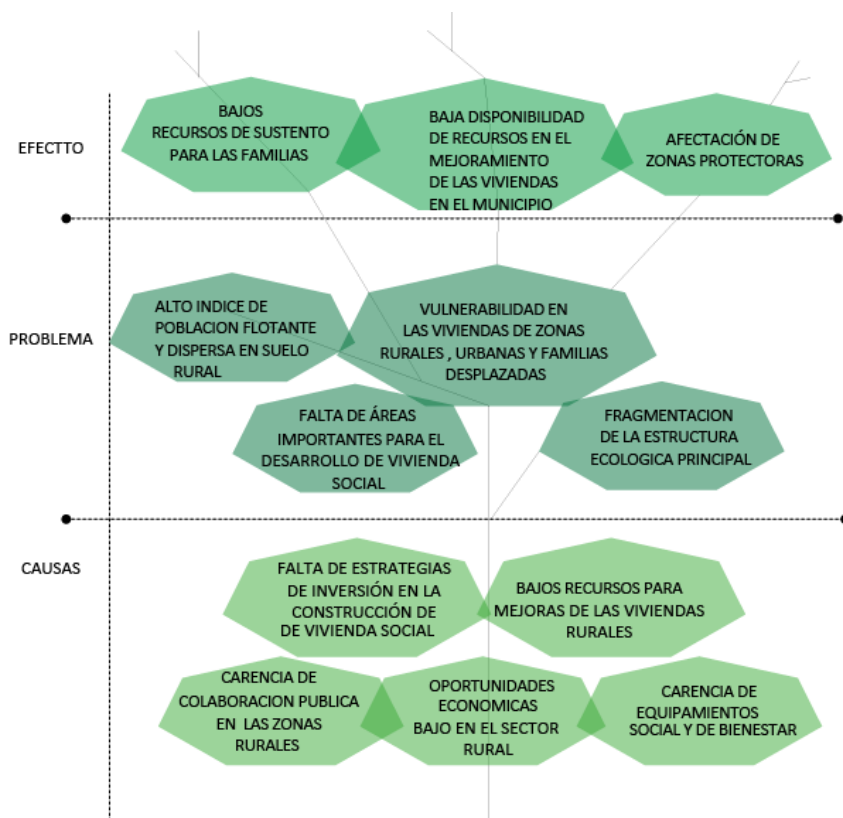 EFECTTO
BAJOS
RECURSOS DE SUSTENTO
PARA LAS FAMILIAS
BAJA DISPONIBILIDAD
DE RECURSOS EN EL
MEJORAMIENTO
DE LAS VIVIENDAS
EN EL MUNICIPIO
AFECTACIÓN DE
ZONAS PROTECTORAS
PROBLEMA
ALTO INDICE DE
POBLACION FLOTANTE
Y DISPERSA EN SUELO
RURAL
VULNERABILIDAD EN
LAS VIVIENDAS DE ZONAS
RURALES , URBANAS Y FAMILIAS
DESPLAZADAS
FALTA DE ÁREAS
IMPORTANTES PARA EL
DESARROLLO DE VIVIENDA
SOCIAL
FRAGMENTACION
DE LA ESTRUCTURA
ECOLOGICA PRINCIPAL
CAUSAS
FALTA DE ESTRATEGIAS
DE INVERSIÓN EN LA
CONSTRUCCIÓN DE
DE VIVIENDA SOCIAL
BAJOS RECURSOS PARA
MEJORAS DE LAS VIVIENDAS
RURALES
CARENCIA DE
COLABORACION PUBLICA
EN LAS ZONAS
RURALES
OPORTUNIDADES
ECONOMICAS
BAJO EN EL SECTOR
RURAL
CARENCIA DE
EQUIPAMIENTOS
SOCIAL Y DE BIENESTAR